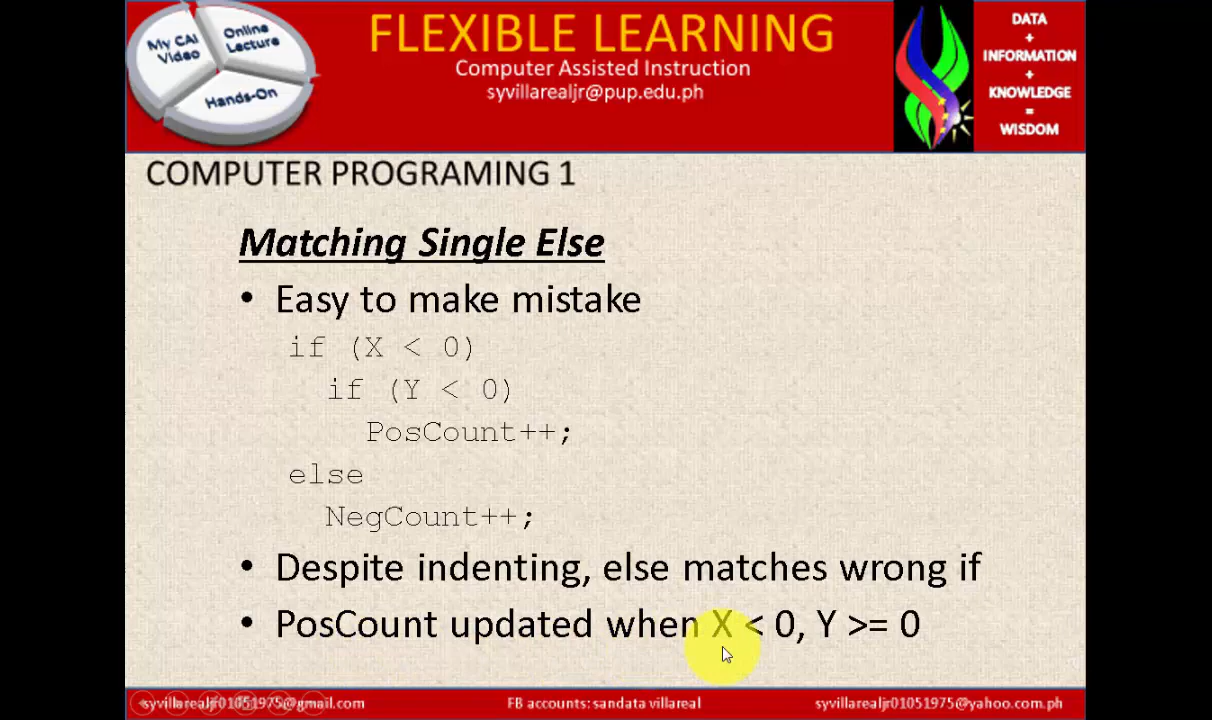 My CAI
Video
Online
Lecture
Hands-On
FLEXIBLE LEARNING
Computer Assisted Instruction
syvillarealjr@pup.edu.ph
DATA
+
INFORMATION
+
KNOWLEDGE
=
WISDOM
COMPUTER PROGRAMING 1
Matching Single Else
• Easy to make mistake
if (X < 0)
if (Y < 0)
PosCount++;
else
NegCount++;
• Despite indenting, else matches wrong if
• PosCount updated when X < 0, Y >= 0
syvillarealjr01051975@gmail.com
FB accounts: sandata villareal
syvillarealjr01051975@yahoo.com.ph